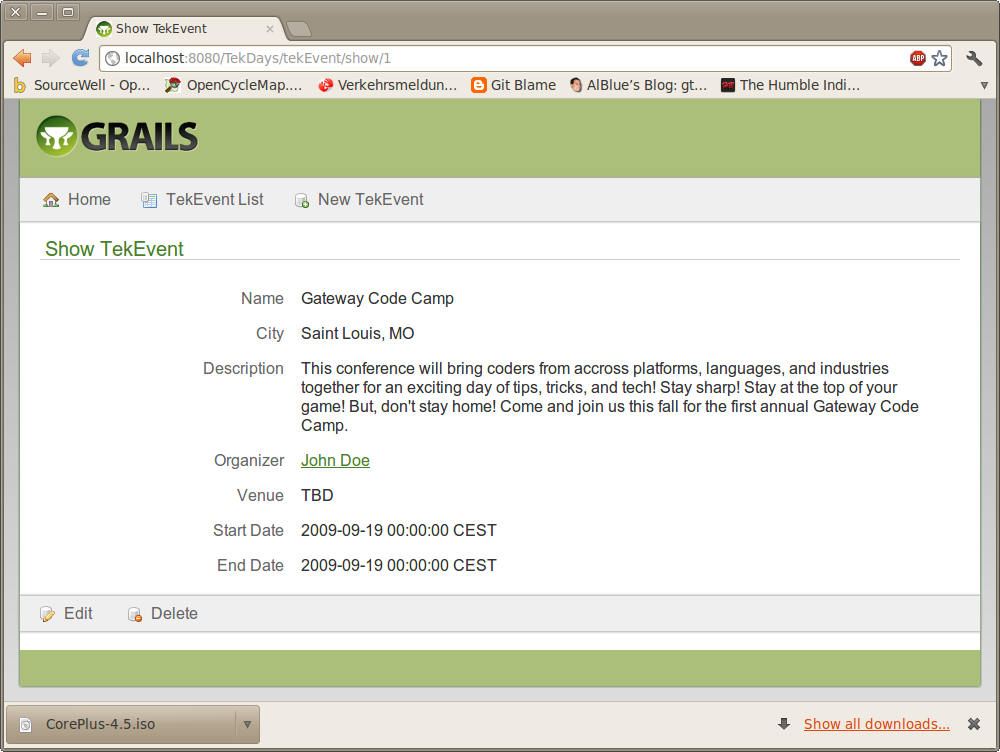 Show TekEvent
localhost:8080/TekDays/tekEvent/show/1
ABP
SourceWell - Op... OpenCycleMap.... Verkehrsmeldun... Git Blame AlBlue's Blog: gt... The Humble Indi...
GRAILS
Home TekEvent List New TekEvent
Show TekEvent
Name Gateway Code Camp
City Saint Louis, MO
Description This conference will bring coders from accross platforms, languages, and industries
together for an exciting day of tips, tricks, and tech! Stay sharp! Stay at the top of your
game! But, don't stay home! Come and join us this fall for the first annual Gateway Code
Camp.
Organizer John Doe
Venue TBD
Start Date 2009-09-19 00:00:00 CEST
End Date 2009-09-19 00:00:00 CEST
Edit Delete
CorePlus-4.5.iso Show all downloads...